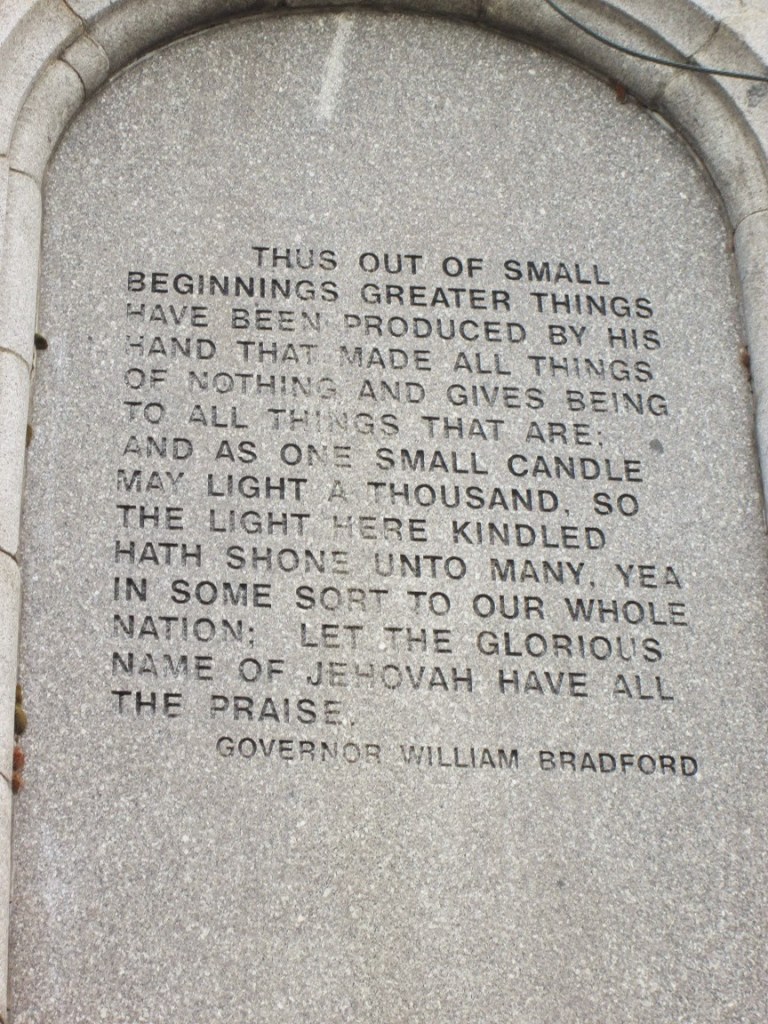 THUS OUT OF SMALL
BEGINNINGS GREATER THINGS
HAVE BEEN PRODUCED BY HIS
HAND THAT MADE ALL THINGS
OF NOTHING AND GIVES BEING
TO ALL THINGS THAT ARE;
AND AS ONE SMALL CANDLE
MAY LIGHT A THOUSAND, SO
THE LIGHT HERE KINDLED
HATH SHONE UNTO MANY, YEA
IN SOME SORT TO OUR WHOLE
NATION; LET THE GLORIOUS
NAME OF JEHOVAH HAVE ALL
THE PRAISE.
GOVERNOR WILLIAM BRADFORD